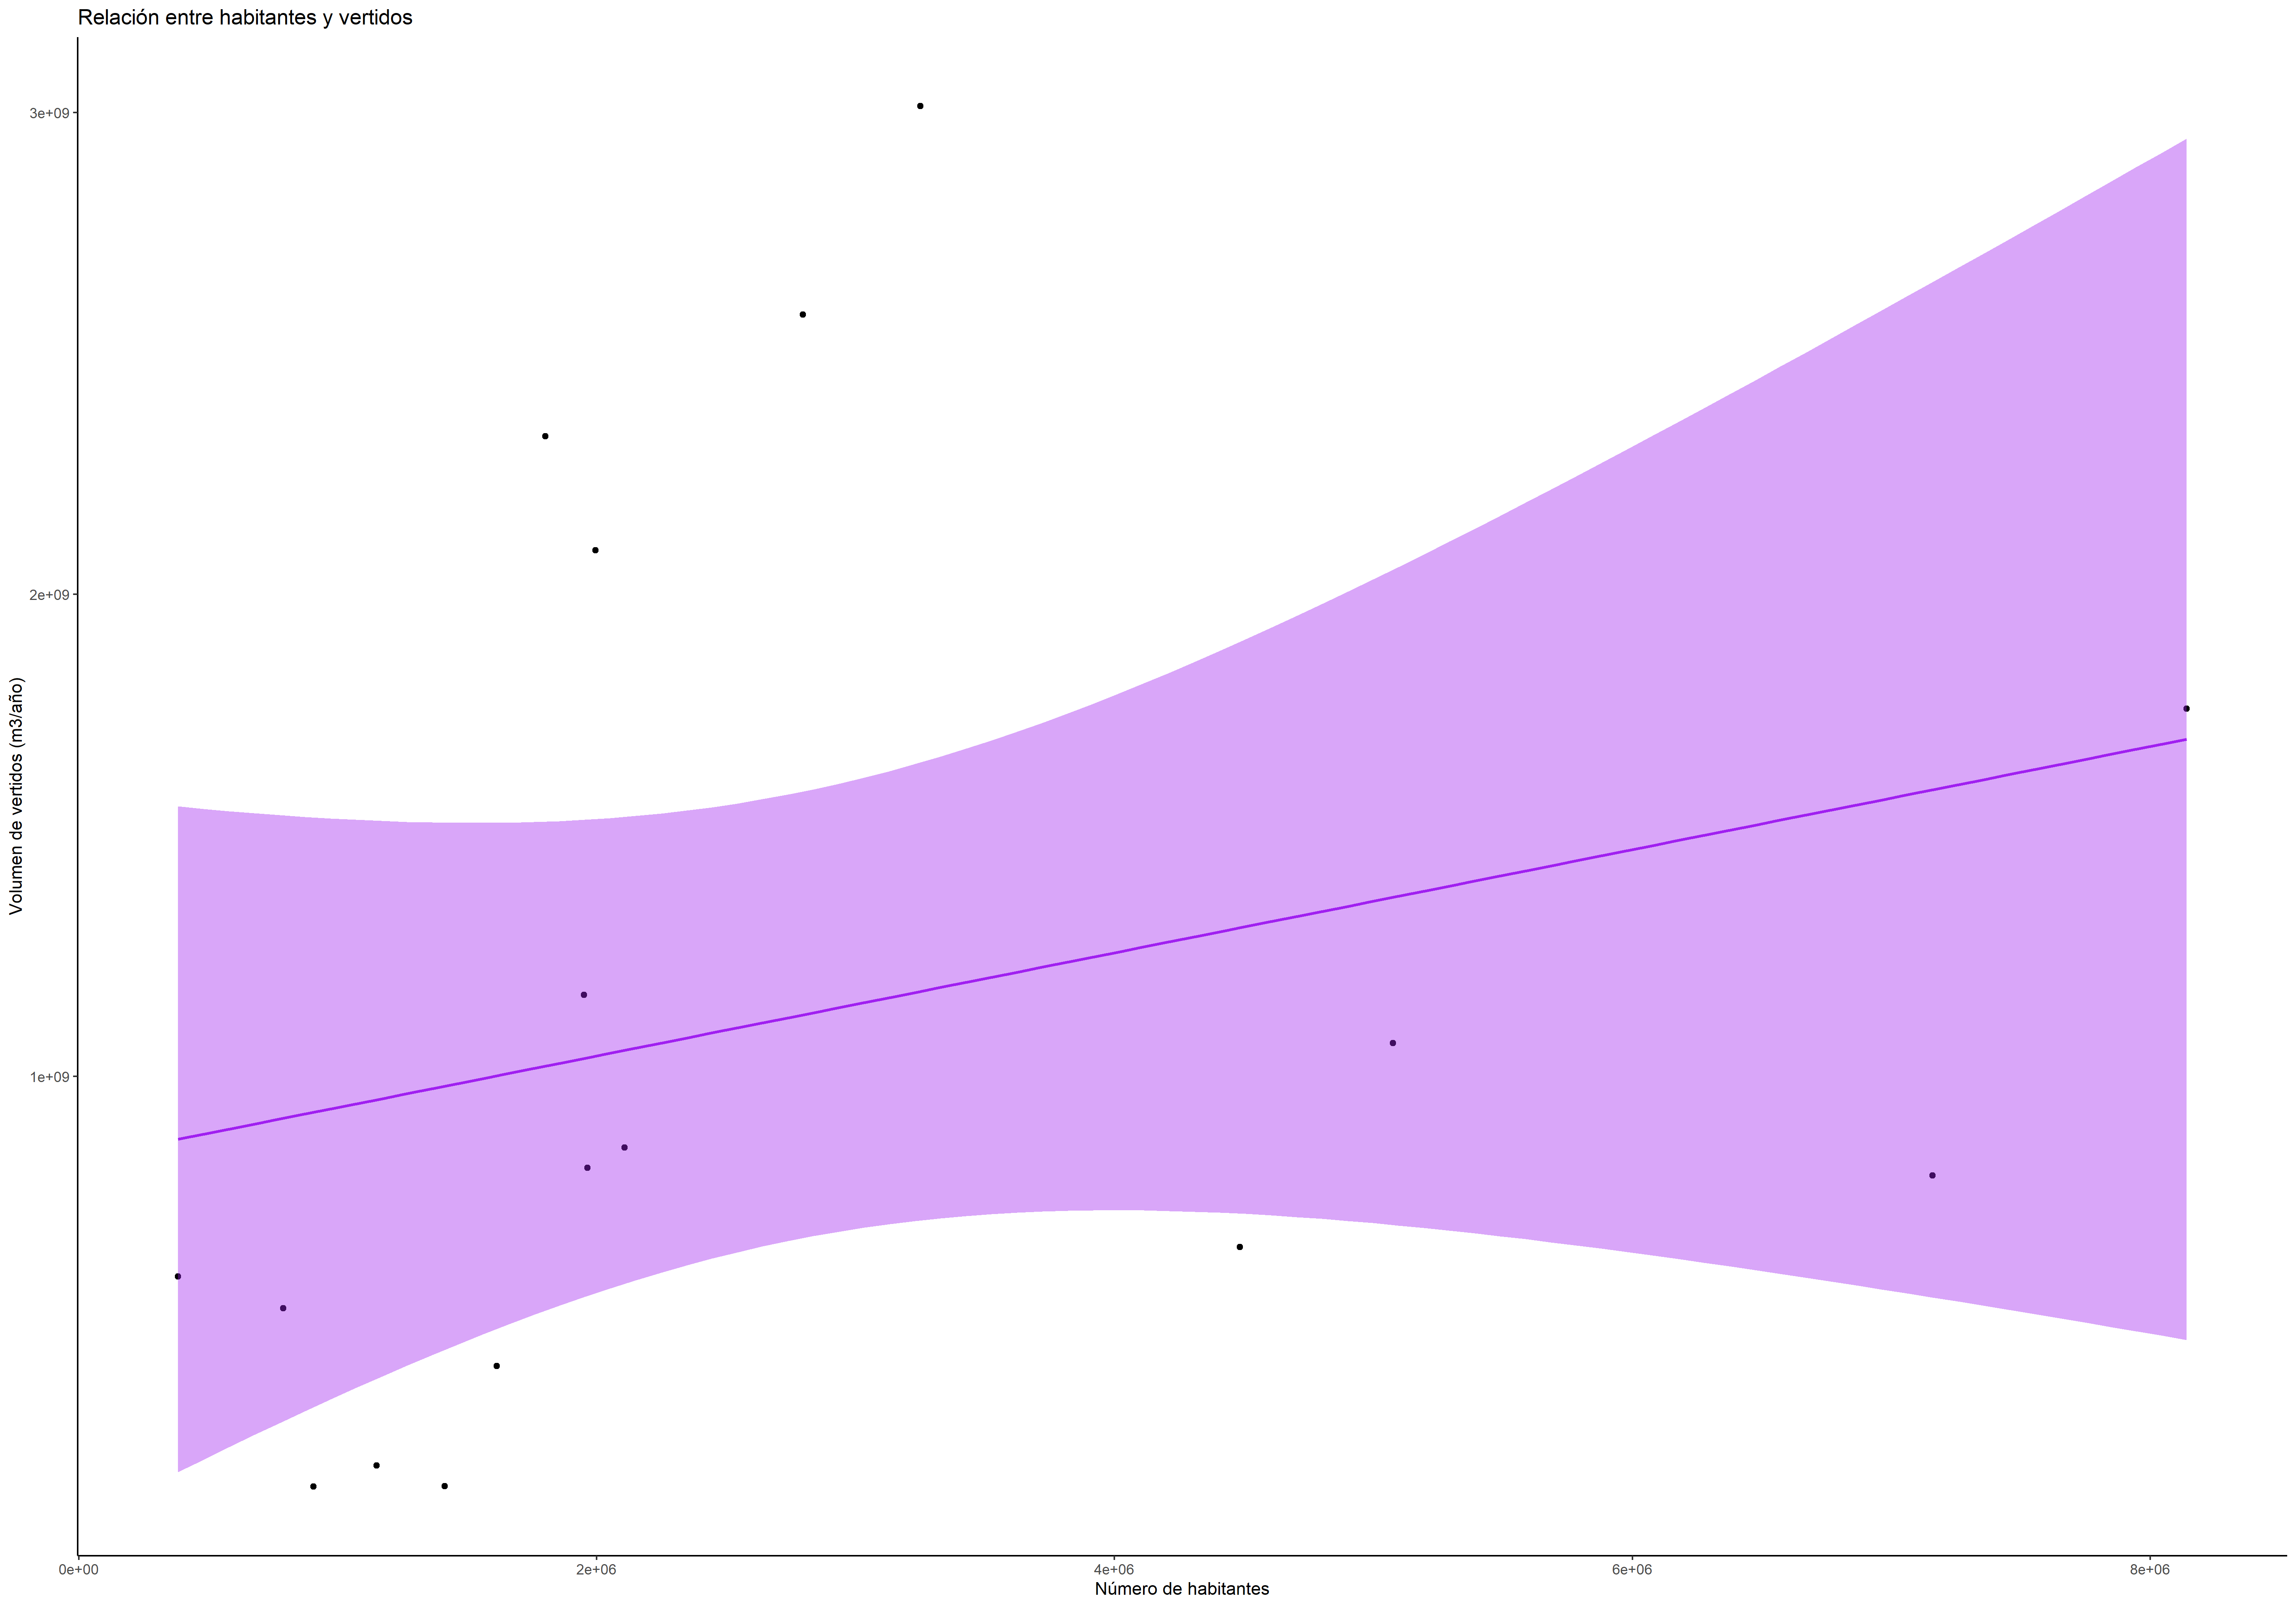 Relación entre habitantes y vertidos
3e+09
2e+09
1e+09
Volumen de vertidos (m3/año)
0e+00
2e+06
4e+06
6e+06
8e+06
Número de habitantes